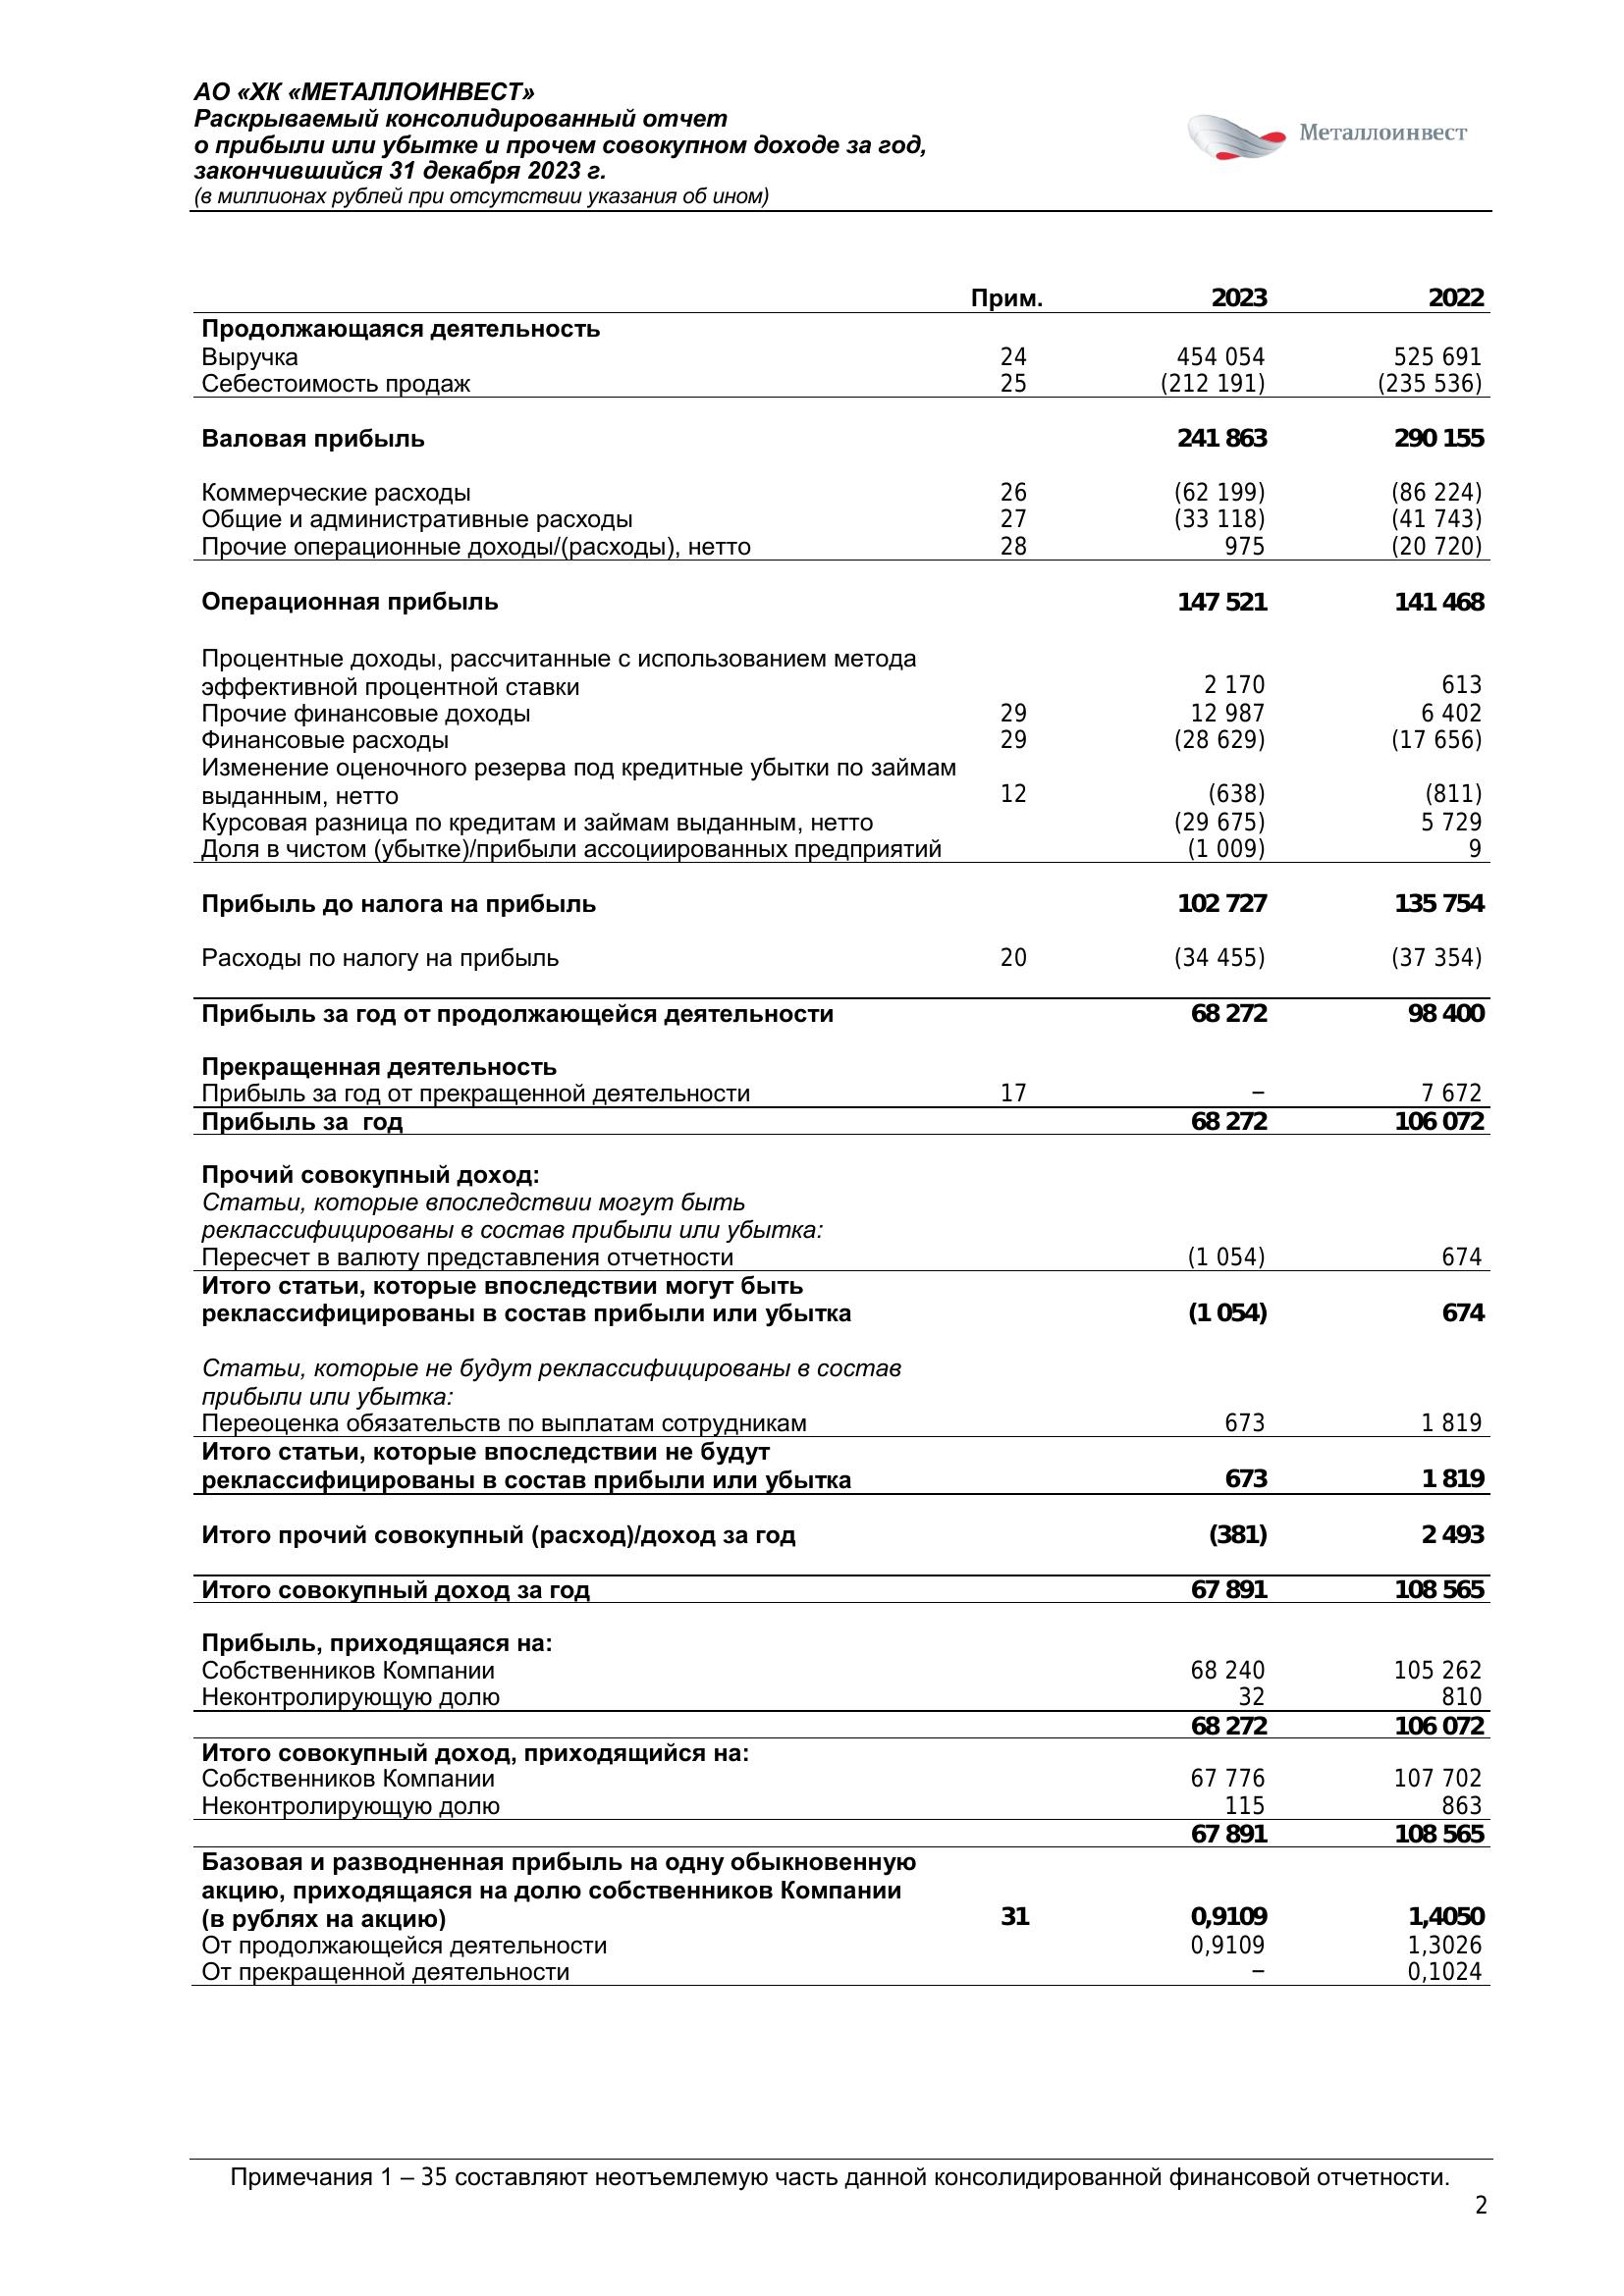 АО «ХК «МЕТАЛЛОИНВЕСТ»
Раскрываемый консолидированный отчет
о прибыли или убытке и прочем совокупном доходе за год,
закончившийся 31 декабря 2023 г.
(в миллионах рублей при отсутствии указания об ином)
Металлоинвест
Прим. 2023 2022
Продолжающаяся деятельность
Выручка 24 454 054 525 691
Себестоимость продаж 25 (212 191) (235 536)
Валовая прибыль 241 863 290 155
Коммерческие расходы 26 (62 199) (86 224)
Общие и административные расходы 27 (33 118) (41 743)
Прочие операционные доходы/(расходы), нетто 28 975 (20 720)
Операционная прибыль 147 521 141 468
Процентные доходы, рассчитанные с использованием метода
эффективной процентной ставки 2 170 613
Прочие финансовые доходы 29 12 987 6 402
Финансовые расходы 29 (28 629) (17 656)
Изменение оценочного резерва под кредитные убытки по займам
выданным, нетто 12 (638) (811)
Курсовая разница по кредитам и займам выданным, нетто (29 675) 5 729
Доля в чистом (убытке)/прибыли ассоциированных предприятий (1 009) 9
Прибыль до налога на прибыль 102 727 135 754
Расходы по налогу на прибыль 20 (34 455) (37 354)
Прибыль за год от продолжающейся деятельности 68 272 98 400
Прекращенная деятельность
Прибыль за год от прекращенной деятельности 17 – 7 672
Прибыль за год 68 272 106 072
Прочий совокупный доход:
Статьи, которые впоследствии могут быть
реклассифицированы в состав прибыли или убытка:
Пересчет в валюту представления отчетности (1 054) 674
Итого статьи, которые впоследствии могут быть
реклассифицированы в состав прибыли или убытка (1 054) 674
Статьи, которые не будут реклассифицированы в состав
прибыли или убытка:
Переоценка обязательств по выплатам сотрудникам 673 1 819
Итого статьи, которые впоследствии не будут
реклассифицированы в состав прибыли или убытка 673 1 819
Итого прочий совокупный (расход)/доход за год (381) 2 493
Итого совокупный доход за год 67 891 108 565
Прибыль, приходящаяся на:
Собственников Компании 68 240 105 262
Неконтролирующую долю 32 810
68 272 106 072
Итого совокупный доход, приходящийся на:
Собственников Компании 67 776 107 702
Неконтролирующую долю 115 863
67 891 108 565
Базовая и разводненная прибыль на одну обыкновенную
акцию, приходящаяся на долю собственников Компании
(в рублях на акцию) 31 0,9109 1,4050
От продолжающейся деятельности 0,9109 1,3026
От прекращенной деятельности – 0,1024
Примечания 1 – 35 составляют неотъемлемую часть данной консолидированной финансовой отчетности.
2